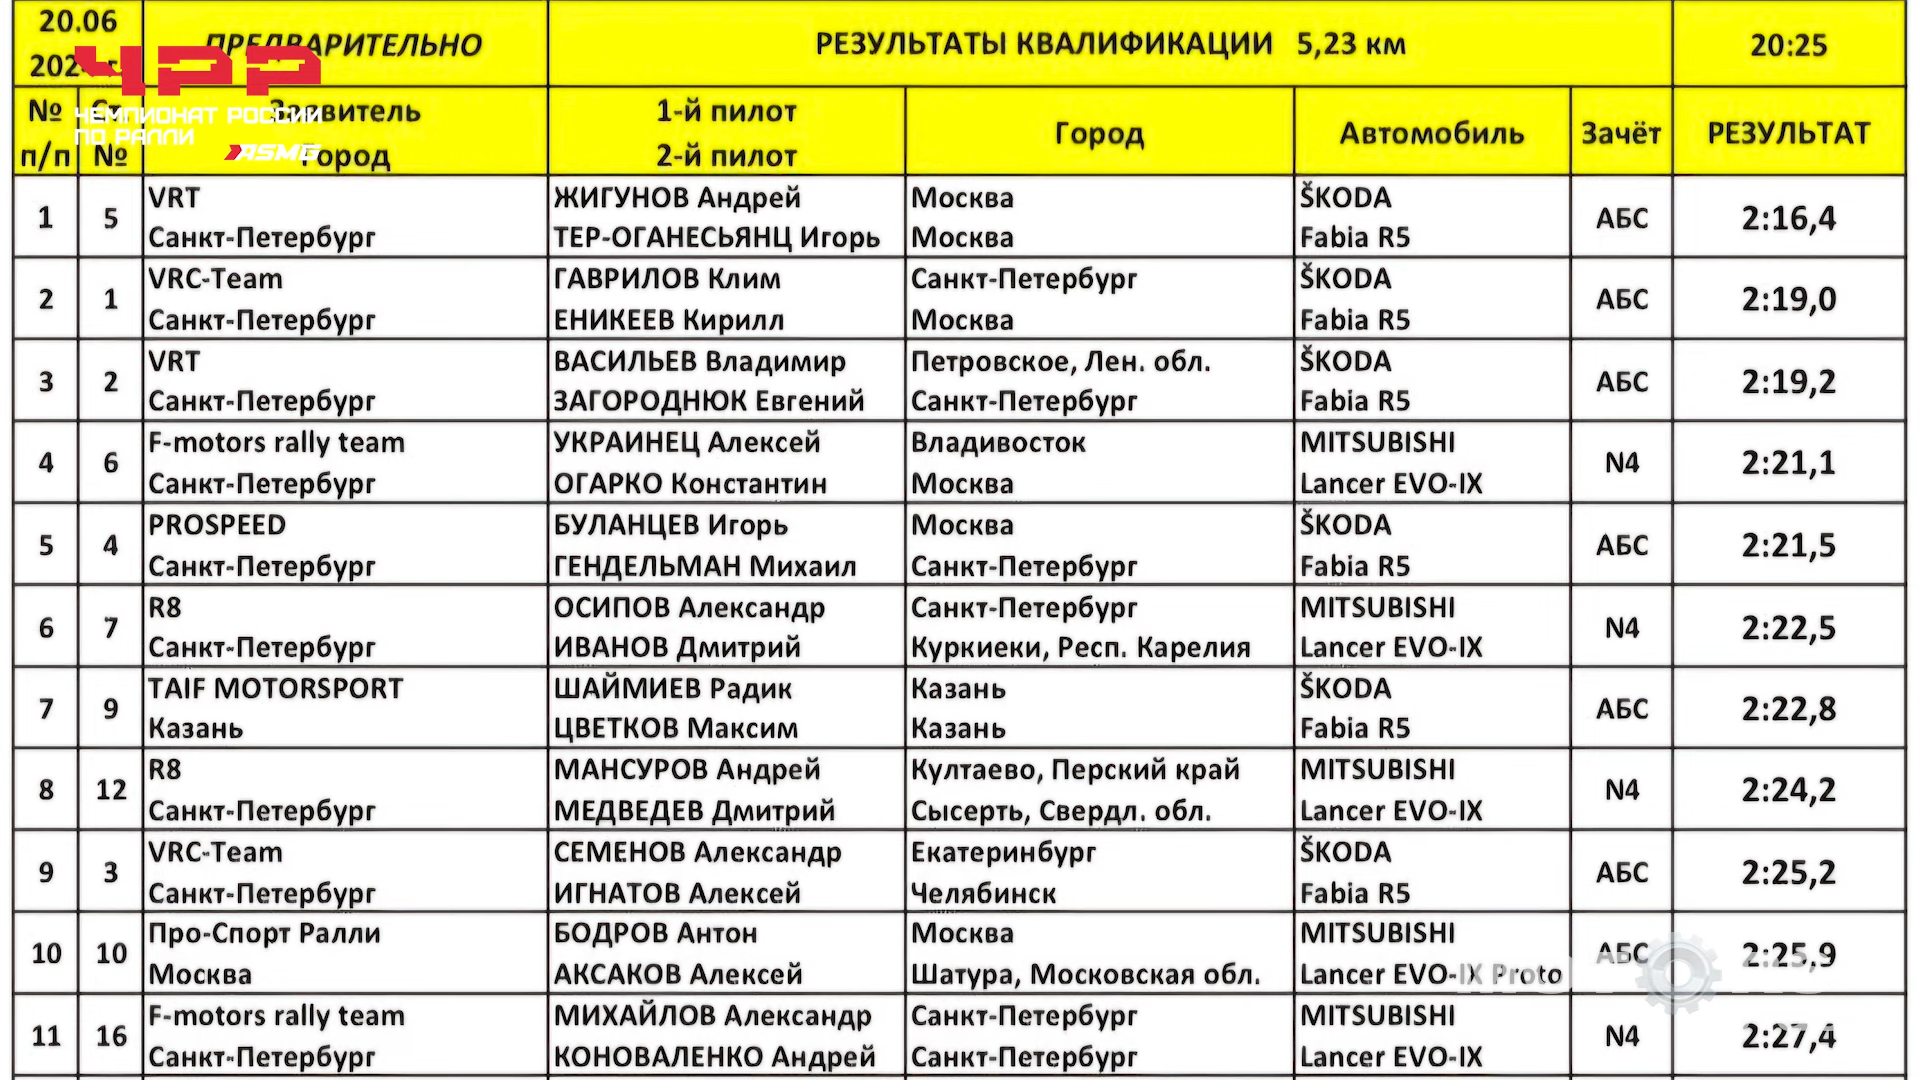 20.06 ПРЕДВАРИТЕЛЬНО РЕЗУЛЬТАТЫ КВАЛИФИКАЦИИ 5,23 км 20:25
ЧРР
ЧЕМПИОНАТ РОССИИ
ПО РАЛЛИ
ASMG
№ п/п Ст № Заявитель Город 1-й пилот 2-й пилот Город Автомобиль Зачёт РЕЗУЛЬТАТ
1 5 VRT ЖИГУНОВ Андрей Москва ŠKODA АБС 2:16,4
Санкт-Петербург ТЕР-ОГАНЕСЬЯНЦ Игорь Москва Fabia R5
2 1 VRC-Team ГАВРИЛОВ Клим Санкт-Петербург ŠKODA АБС 2:19,0
Санкт-Петербург ЕНИКЕЕВ Кирилл Москва Fabia R5
3 2 VRT ВАСИЛЬЕВ Владимир Петровское, Лен. обл. ŠKODA АБС 2:19,2
Санкт-Петербург ЗАГОРОДНЮК Евгений Санкт-Петербург Fabia R5
4 6 F-motors rally team УКРАИНЕЦ Алексей Владивосток MITSUBISHI N4 2:21,1
Санкт-Петербург ОГАРКО Константин Москва Lancer EVO-IX
5 4 PROSPEED БУЛАНЦЕВ Игорь Москва ŠKODA АБС 2:21,5
Санкт-Петербург ГЕНДЕЛЬМАН Михаил Санкт-Петербург Fabia R5
6 7 R8 ОСИПОВ Александр Санкт-Петербург MITSUBISHI N4 2:22,5
Санкт-Петербург ИВАНОВ Дмитрий Куркиеки, Респ. Карелия Lancer EVO-IX
7 9 TAIF MOTORSPORT ШАЙМИЕВ Радик Казань ŠKODA АБС 2:22,8
Казань ЦВЕТКОВ Максим Казань Fabia R5
8 12 R8 МАНСУРОВ Андрей Култаево, Перский край MITSUBISHI N4 2:24,2
Санкт-Петербург МЕДВЕДЕВ Дмитрий Сысерть, Свердл. обл. Lancer EVO-IX
9 3 VRC-Team СЕМЕНОВ Александр Екатеринбург ŠKODA АБС 2:25,2
Санкт-Петербург ИГНАТОВ Алексей Челябинск Fabia R5
10 10 Про-Спорт Ралли БОДРОВ Антон Москва MITSUBISHI АБС 2:25,9
Москва АКСАКОВ Алексей Шатура, Московская обл. Lancer EVO-IX Proto
11 16 F-motors rally team МИХАЙЛОВ Александр Санкт-Петербург MITSUBISHI N4 2:27,4
Санкт-Петербург КОНОВАЛЕНКО Андрей Санкт-Петербург Lancer EVO-IX